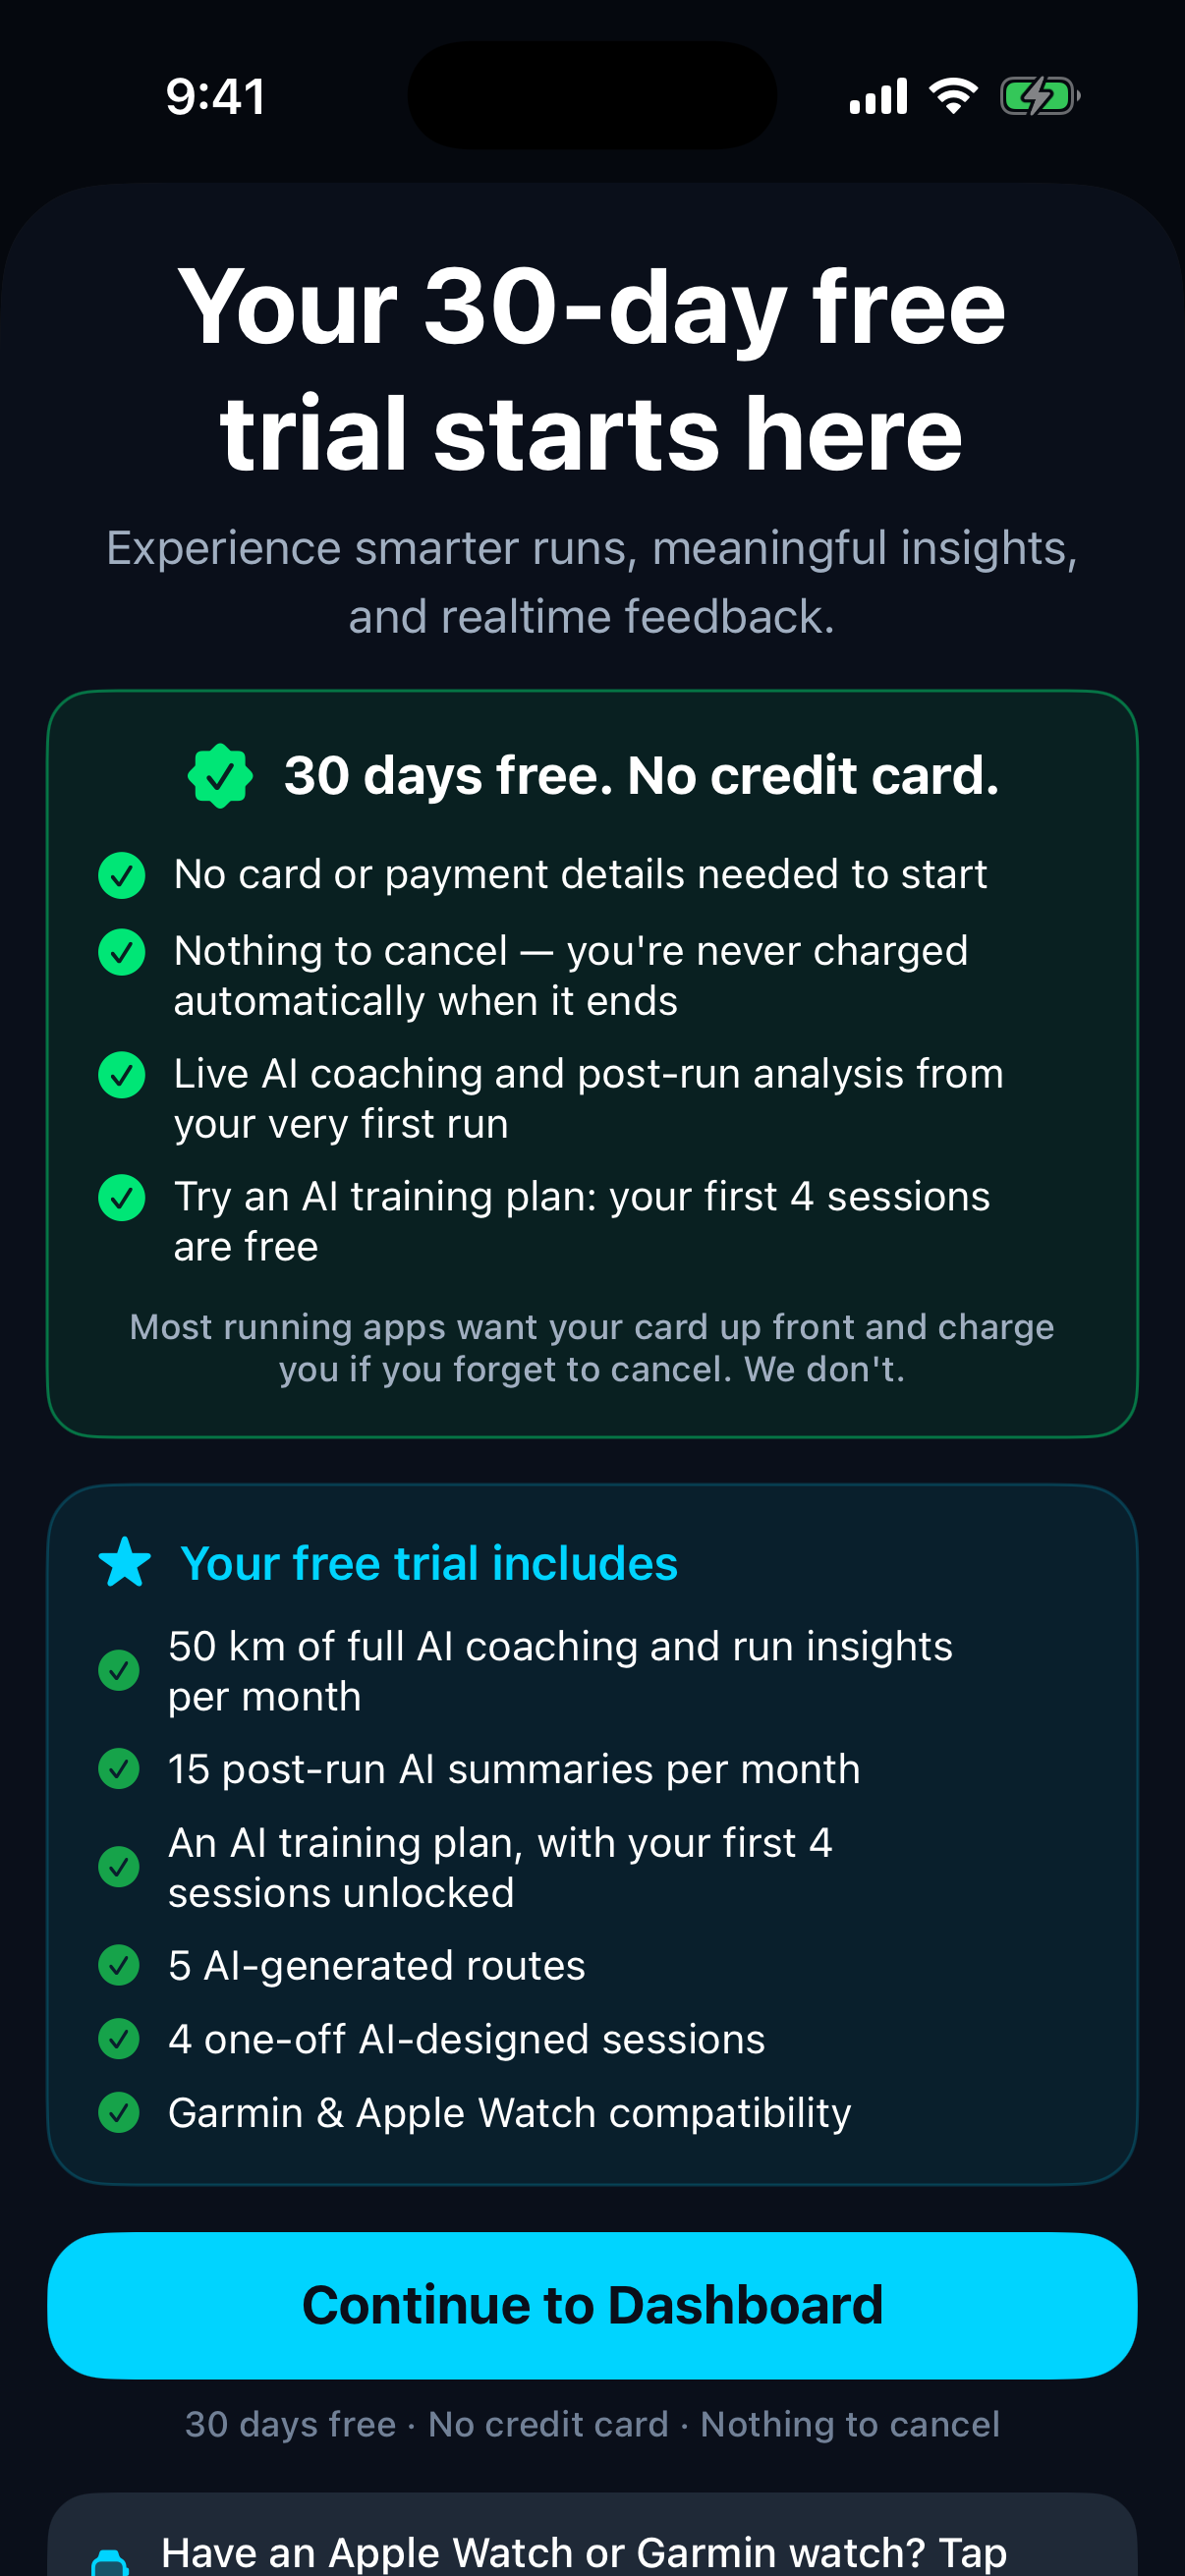 9:41
Your 30-day free
trial starts here
Experience smarter runs, meaningful insights,
and realtime feedback.
30 days free. No credit card.
No card or payment details needed to start
Nothing to cancel — you're never charged
automatically when it ends
Live AI coaching and post-run analysis from
your very first run
Try an AI training plan: your first 4 sessions
are free
Most running apps want your card up front and charge
you if you forget to cancel. We don't.
Your free trial includes
50 km of full AI coaching and run insights
per month
15 post-run AI summaries per month
An AI training plan, with your first 4
sessions unlocked
5 AI-generated routes
4 one-off AI-designed sessions
Garmin & Apple Watch compatibility
Continue to Dashboard
30 days free · No credit card · Nothing to cancel
Have an Apple Watch or Garmin watch? Tap